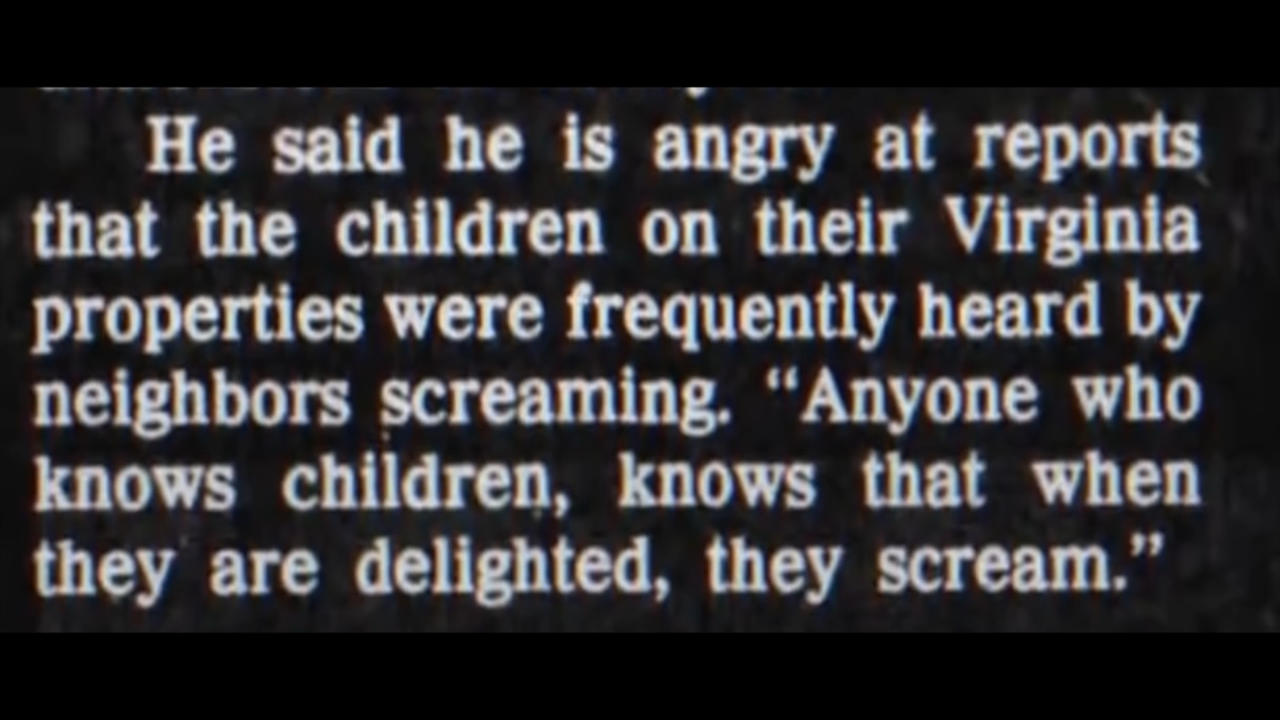 He said he is angry at reports
that the children on their Virginia
properties were frequently heard by
neighbors screaming. “Anyone who
knows children, knows that when
they are delighted, they scream.”